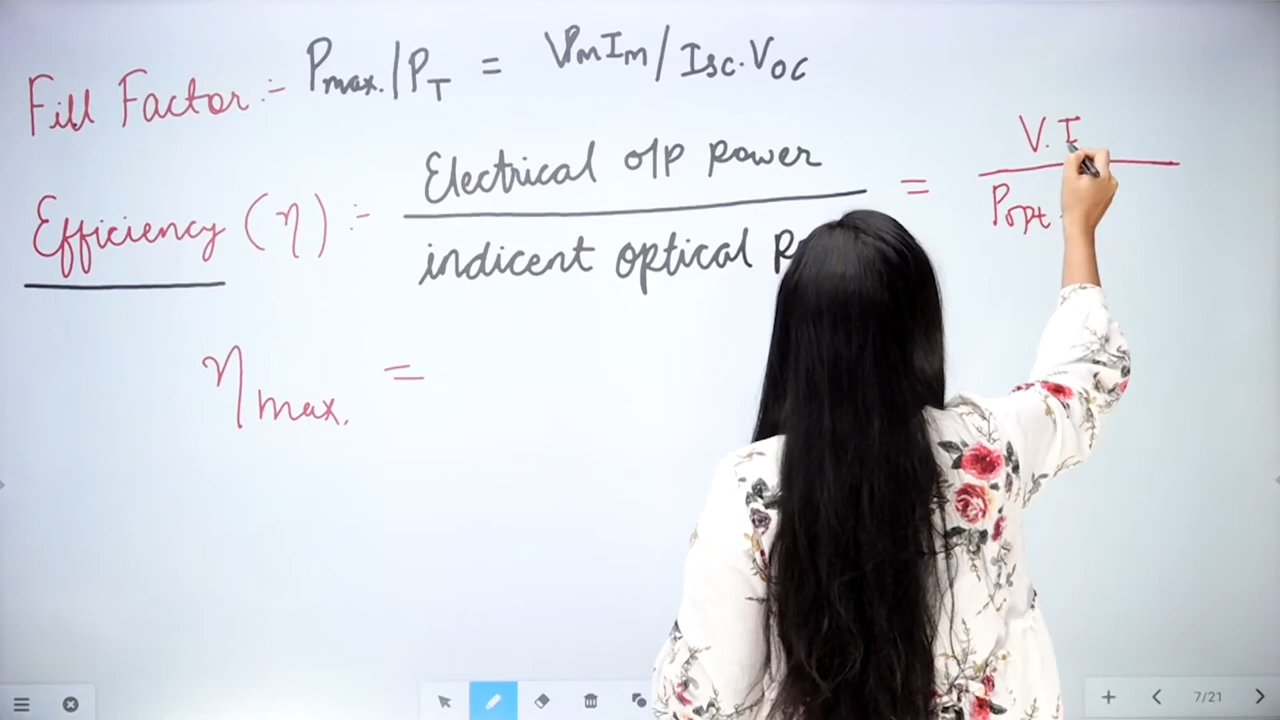 Fill Factor :- Pmax. / PT = VmIm / Isc. Voc
Efficiency (η) :- Electrical o/p power / indicent optical = V. I / Popt.
ηmax. =
7/21